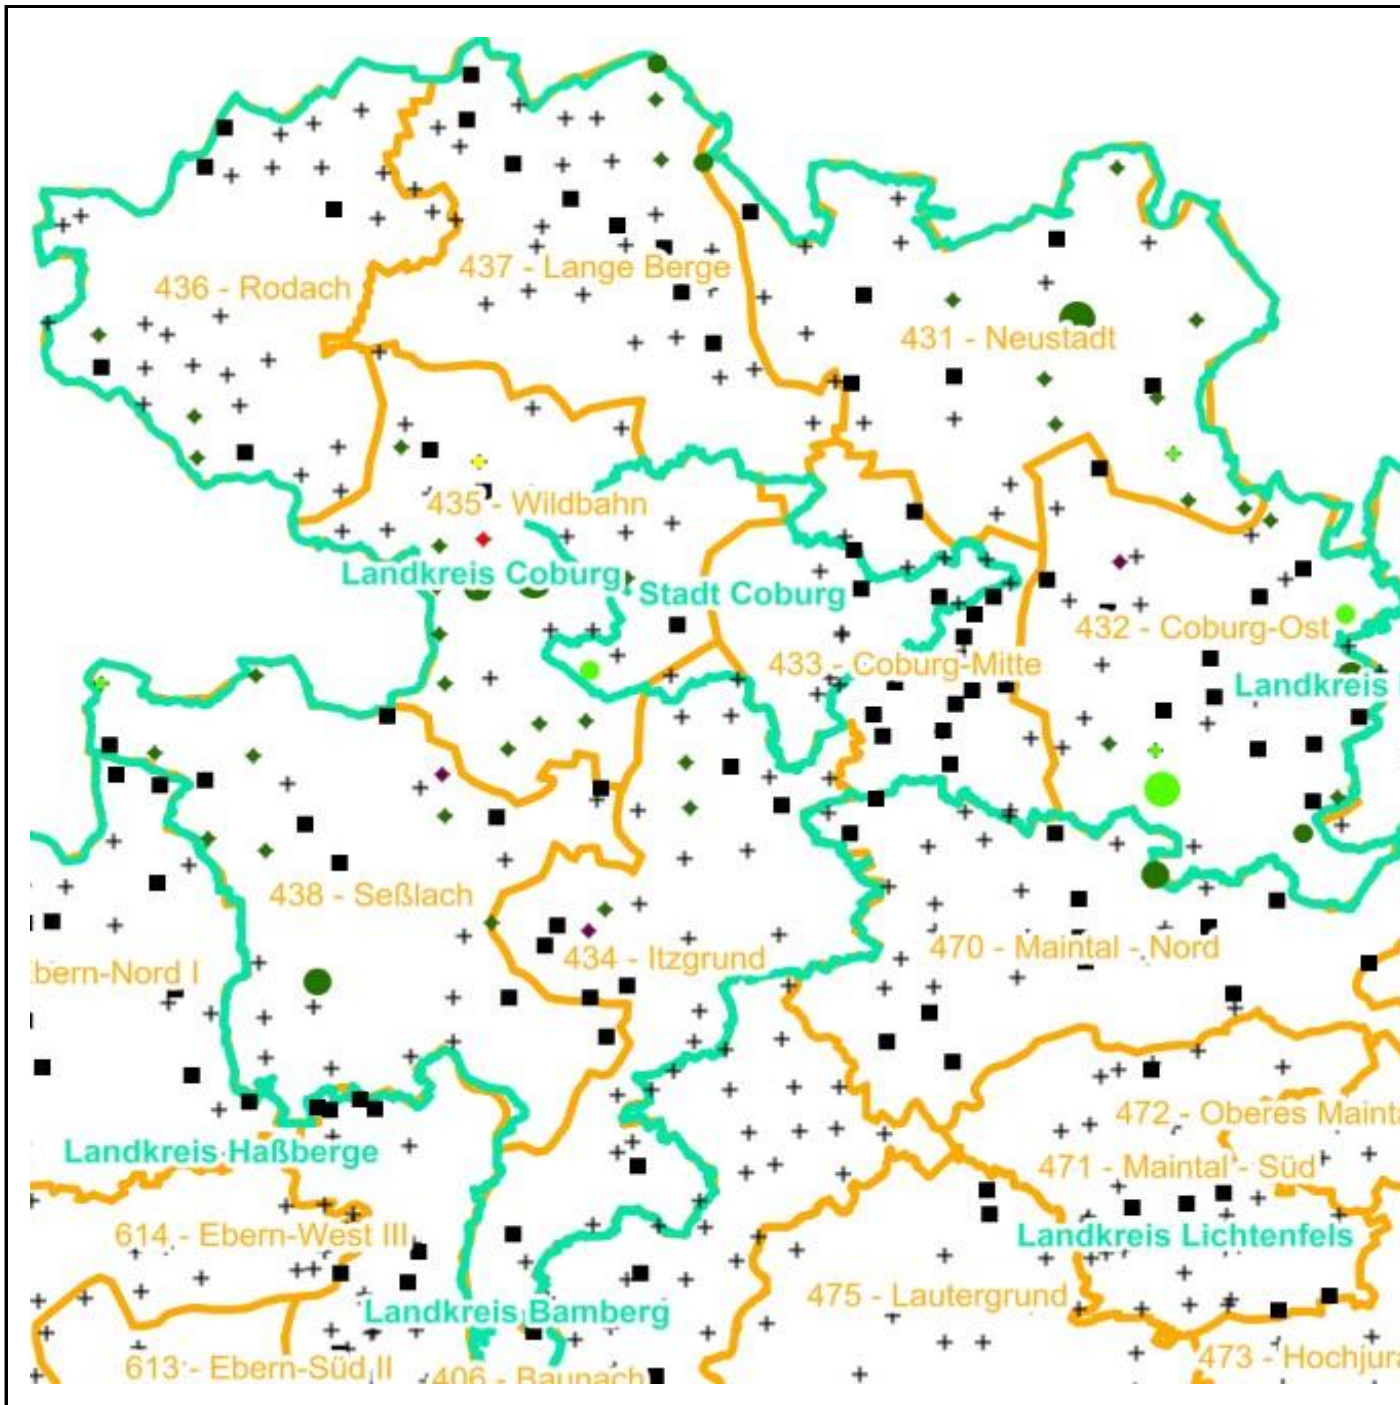 437 - Lange Berge
436 - Rodach
431 - Neustadt
435 - Wildbahn
Landkreis Coburg
Stadt Coburg
432 - Coburg-Ost
433 - Coburg-Mitte
Landkreis
438 - Seßlach
434 - Itzgrund
470 - Maintal - Nord
bern-Nord I
472 - Oberes Mainta
Landkreis Haßberge
471 - Maintal - Süd
614 - Ebern-West III
Landkreis Lichtenfels
475 - Lautergrund
Landkreis Bamberg
613 - Ebern-Süd II
406 - Baunach
473 - Hochjura